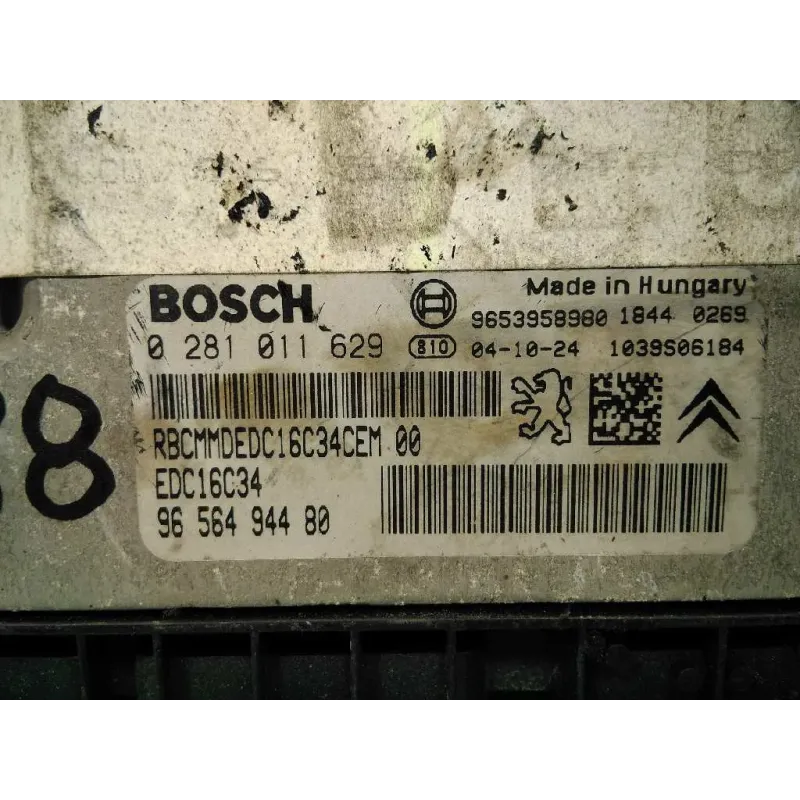 BOSCH
Made in Hungary
9653958980 1844 0269
0 281 011 629 810 04-10-24 1039S06184
RBCMMDEDC16C34CEM 00
EDC16C34
96 564 944 80
8